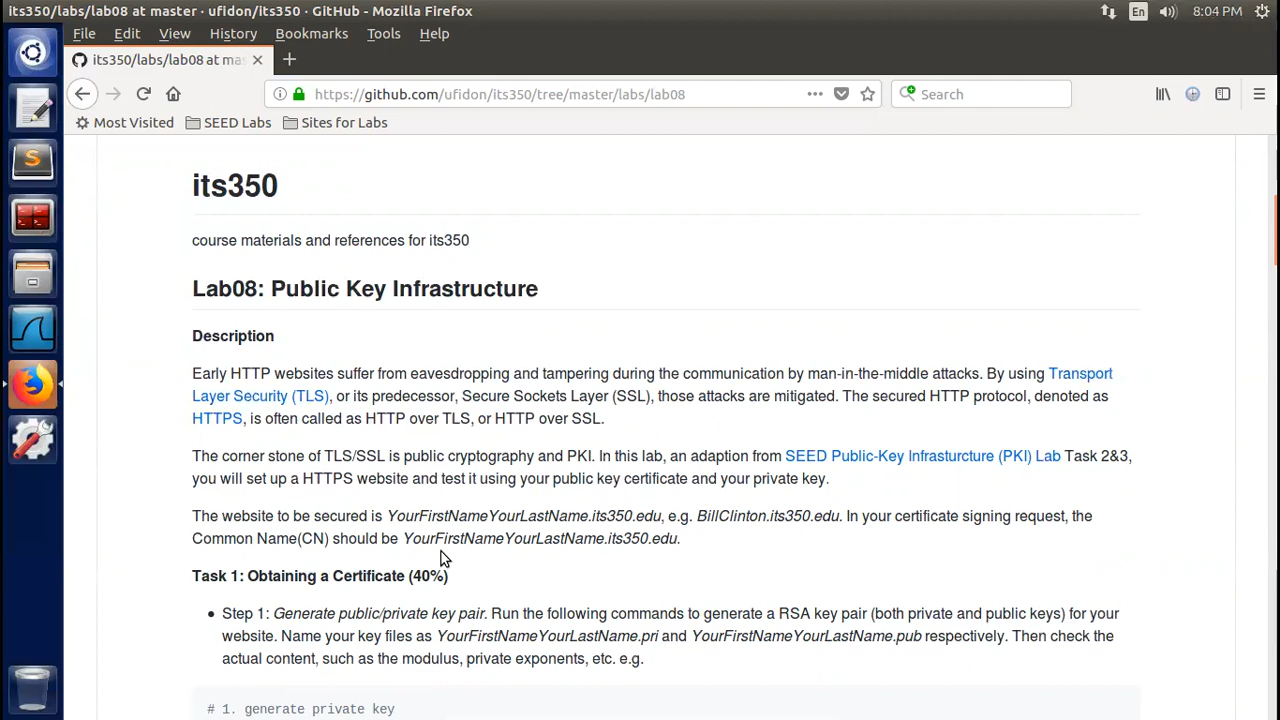 its350/labs/lab08 at master · ufidon/its350 · GitHub - Mozilla Firefox
En
8:04 PM
File Edit View History Bookmarks Tools Help
its350/labs/lab08 at mas
https://github.com/ufidon/its350/tree/master/labs/lab08
Search
Most Visited SEED Labs Sites for Labs
its350
course materials and references for its350
Lab08: Public Key Infrastructure
Description
Early HTTP websites suffer from eavesdropping and tampering during the communication by man-in-the-middle attacks. By using Transport
Layer Security (TLS), or its predecessor, Secure Sockets Layer (SSL), those attacks are mitigated. The secured HTTP protocol, denoted as
HTTPS, is often called as HTTP over TLS, or HTTP over SSL.
The corner stone of TLS/SSL is public cryptography and PKI. In this lab, an adaption from SEED Public-Key Infrasturcture (PKI) Lab Task 2&3,
you will set up a HTTPS website and test it using your public key certificate and your private key.
The website to be secured is YourFirstNameYourLastName.its350.edu, e.g. BillClinton.its350.edu. In your certificate signing request, the
Common Name(CN) should be YourFirstNameYourLastName.its350.edu.
Task 1: Obtaining a Certificate (40%)
• Step 1: Generate public/private key pair. Run the following commands to generate a RSA key pair (both private and public keys) for your
website. Name your key files as YourFirstNameYourLastName.pri and YourFirstNameYourLastName.pub respectively. Then check the
actual content, such as the modulus, private exponents, etc. e.g.
# 1. generate private key